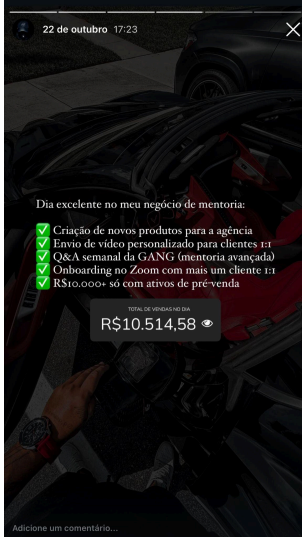 22 de outubro 17:23
Dia excelente no meu negócio de mentoria:
✅ Criação de novos produtos para a agência
✅ Envio de vídeo personalizado para clientes 1:1
✅ Q&A semanal da GANG (mentoria avançada)
✅ Onboarding no Zoom com mais um cliente 1:1
✅ R$10.000+ só com ativos de pré-venda
TOTAL DE VENDAS NO DIA
R$10.514,58
Adicione um comentário...